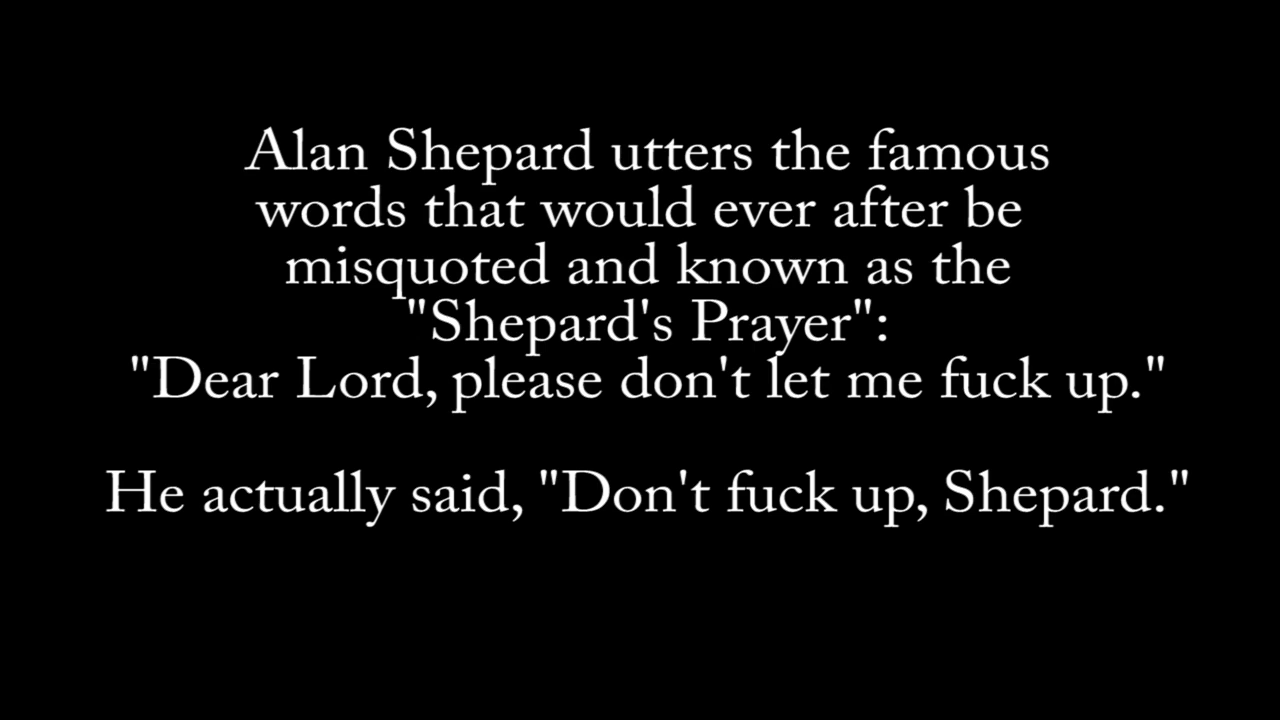 Alan Shepard utters the famous
words that would ever after be
misquoted and known as the
"Shepard's Prayer":
"Dear Lord, please don't let me fuck up."
He actually said, "Don't fuck up, Shepard."